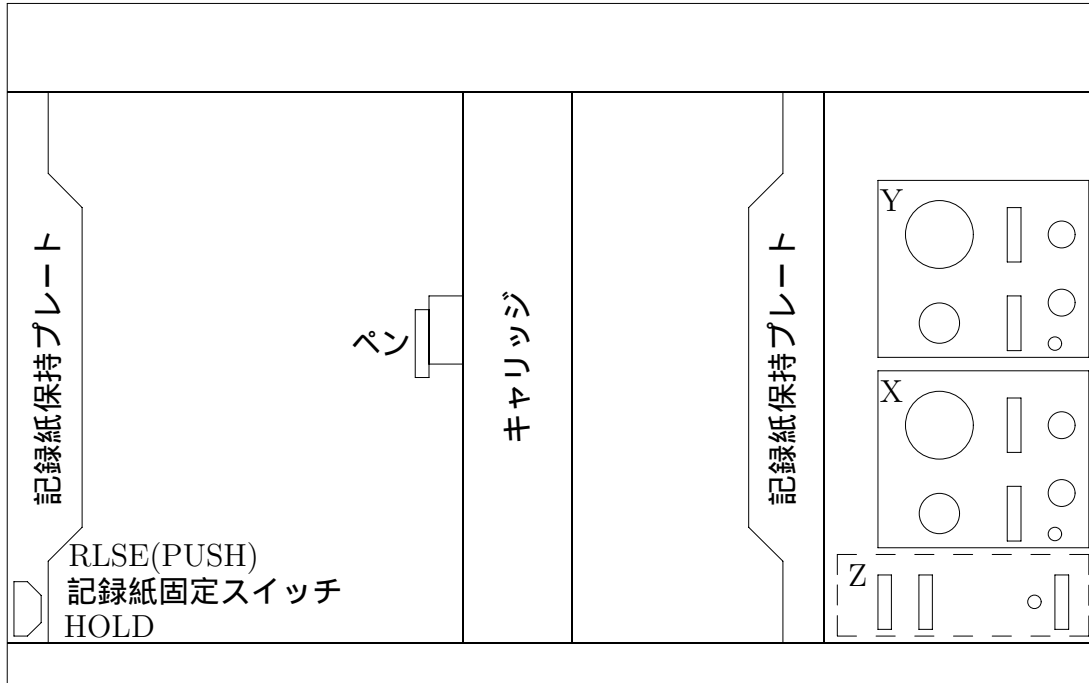 記録紙保持プレート
ペン
キャリッジ
記録紙保持プレート
Y
X
Z
RLSE(PUSH)
記録紙固定スイッチ
HOLD